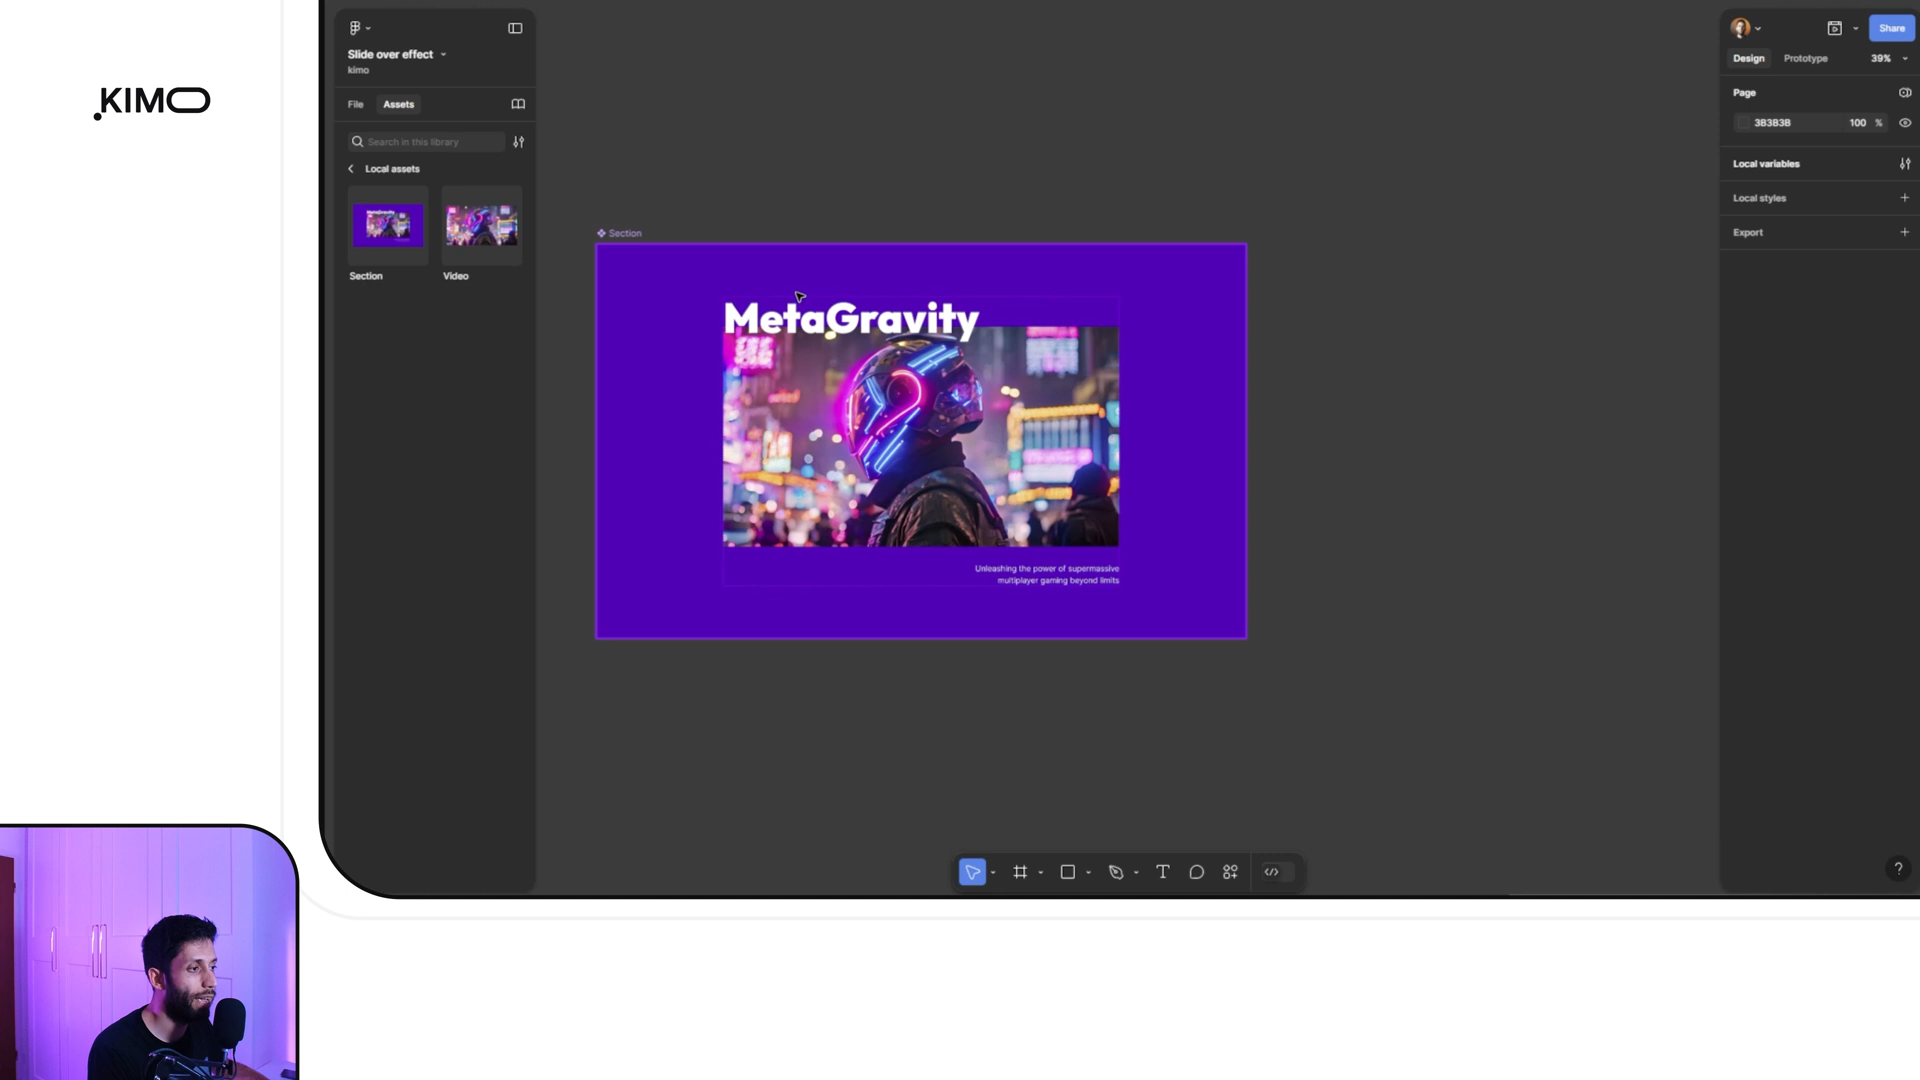 KIMO
Slide over effect
kimo
File
Assets
Search in this library
Local assets
Section
Video
Section
MetaGravity
Unleashing the power of supermassive
multiplayer gaming beyond limits
Share
Design
Prototype
39%
Page
3B3B3B
100
%
Local variables
Local styles
Export
?